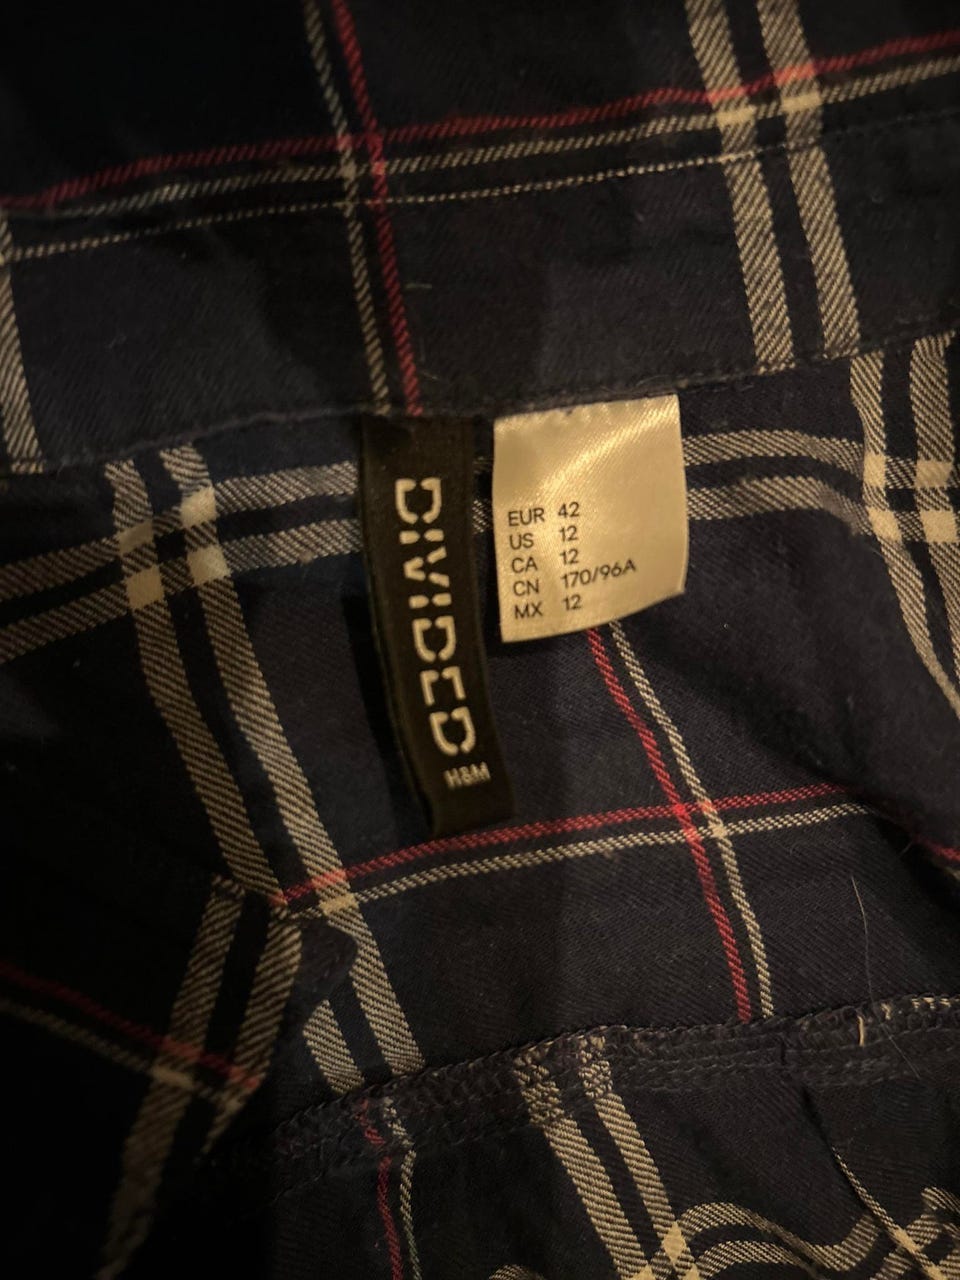 DIVIDED
H&M
EUR 42
US 12
CA 12
CN 170/96A
MX 12